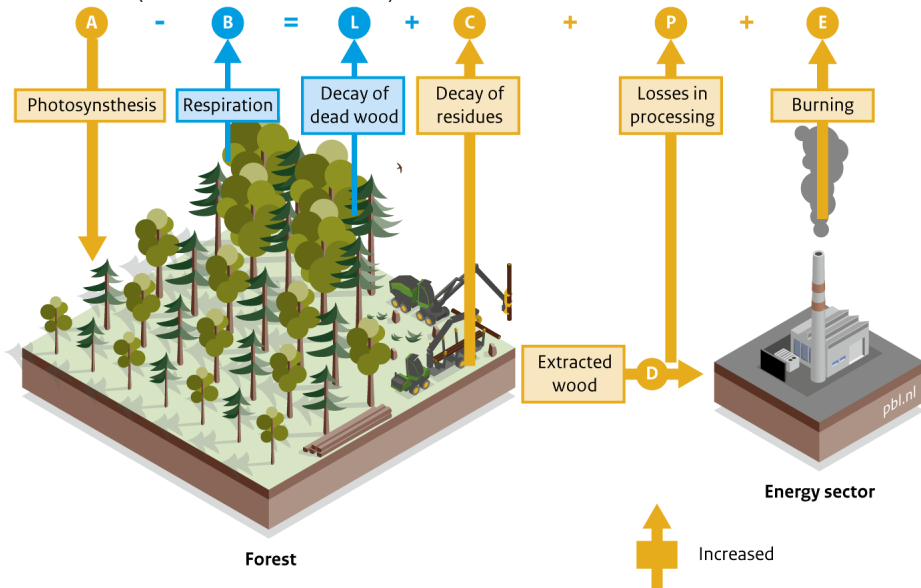 A - B = L + C + P + E
Photosynsthesis
Respiration
Decay of
dead wood
Decay of
residues
Losses in
processing
Burning
Extracted
wood
D
pbl.nl
Energy sector
Forest
Increased